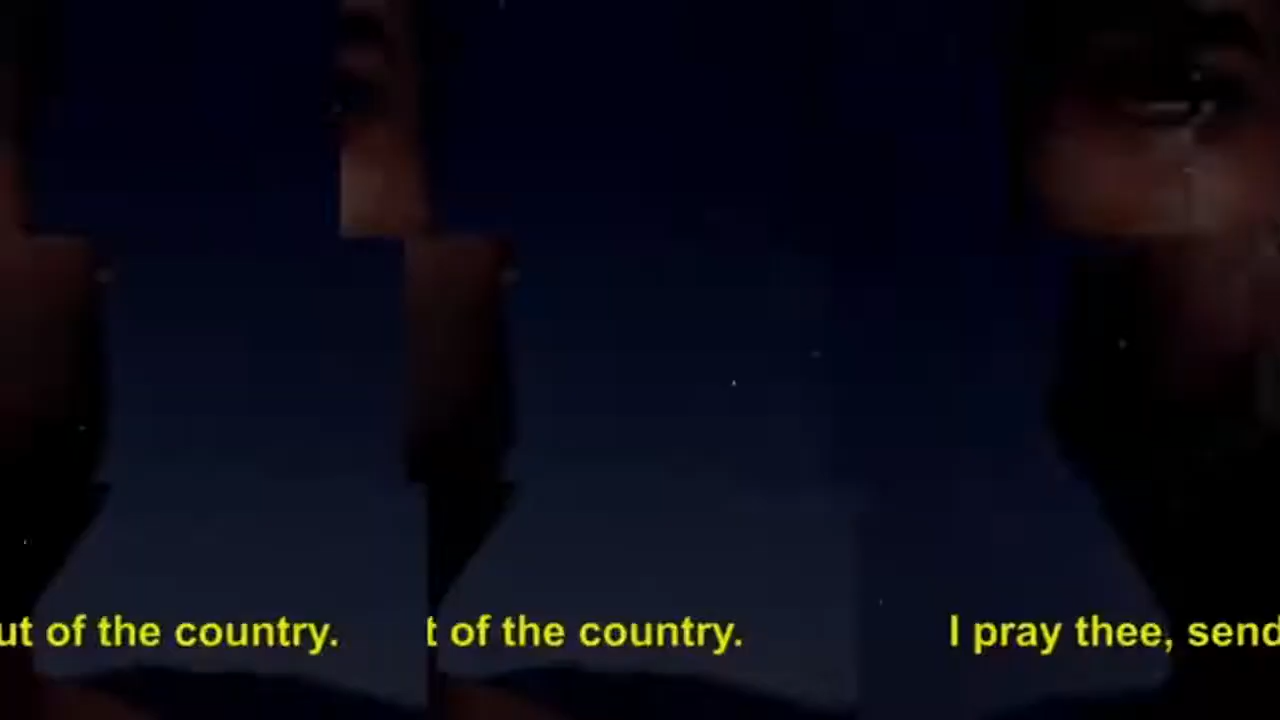 ut of the country. t of the country. I pray thee, send